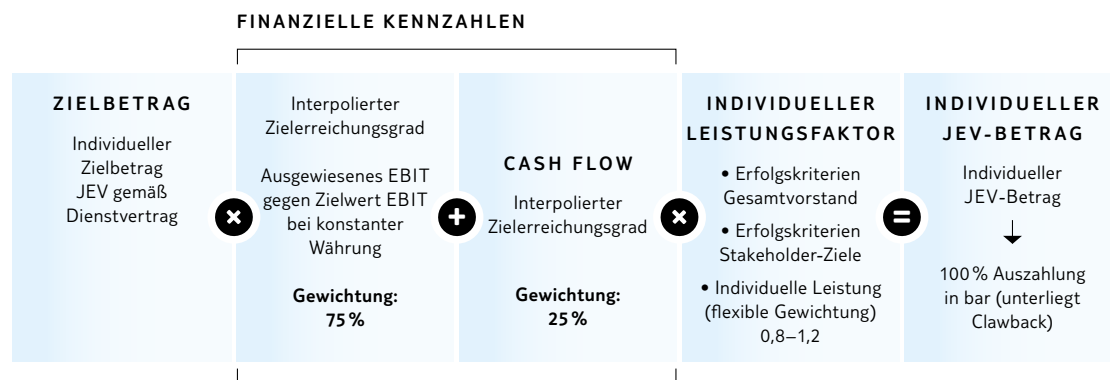 FINANZIELLE KENNZAHLEN
ZIELBETRAG
Individueller
Zielbetrag
JEV gemäß
Dienstvertrag
×
Interpolierter
Zielerreichungsgrad
Ausgewiesenes EBIT
gegen Zielwert EBIT
bei konstanter
Währung
Gewichtung:
75 %
+
CASH FLOW
Interpolierter
Zielerreichungsgrad
Gewichtung:
25 %
×
INDIVIDUELLER
LEISTUNGSFAKTOR
• Erfolgskriterien
Gesamtvorstand
• Erfolgskriterien
Stakeholder-Ziele
• Individuelle Leistung
(flexible Gewichtung)
0,8–1,2
=
INDIVIDUELLER
JEV-BETRAG
Individueller
JEV-Betrag
100 % Auszahlung
in bar (unterliegt
Clawback)